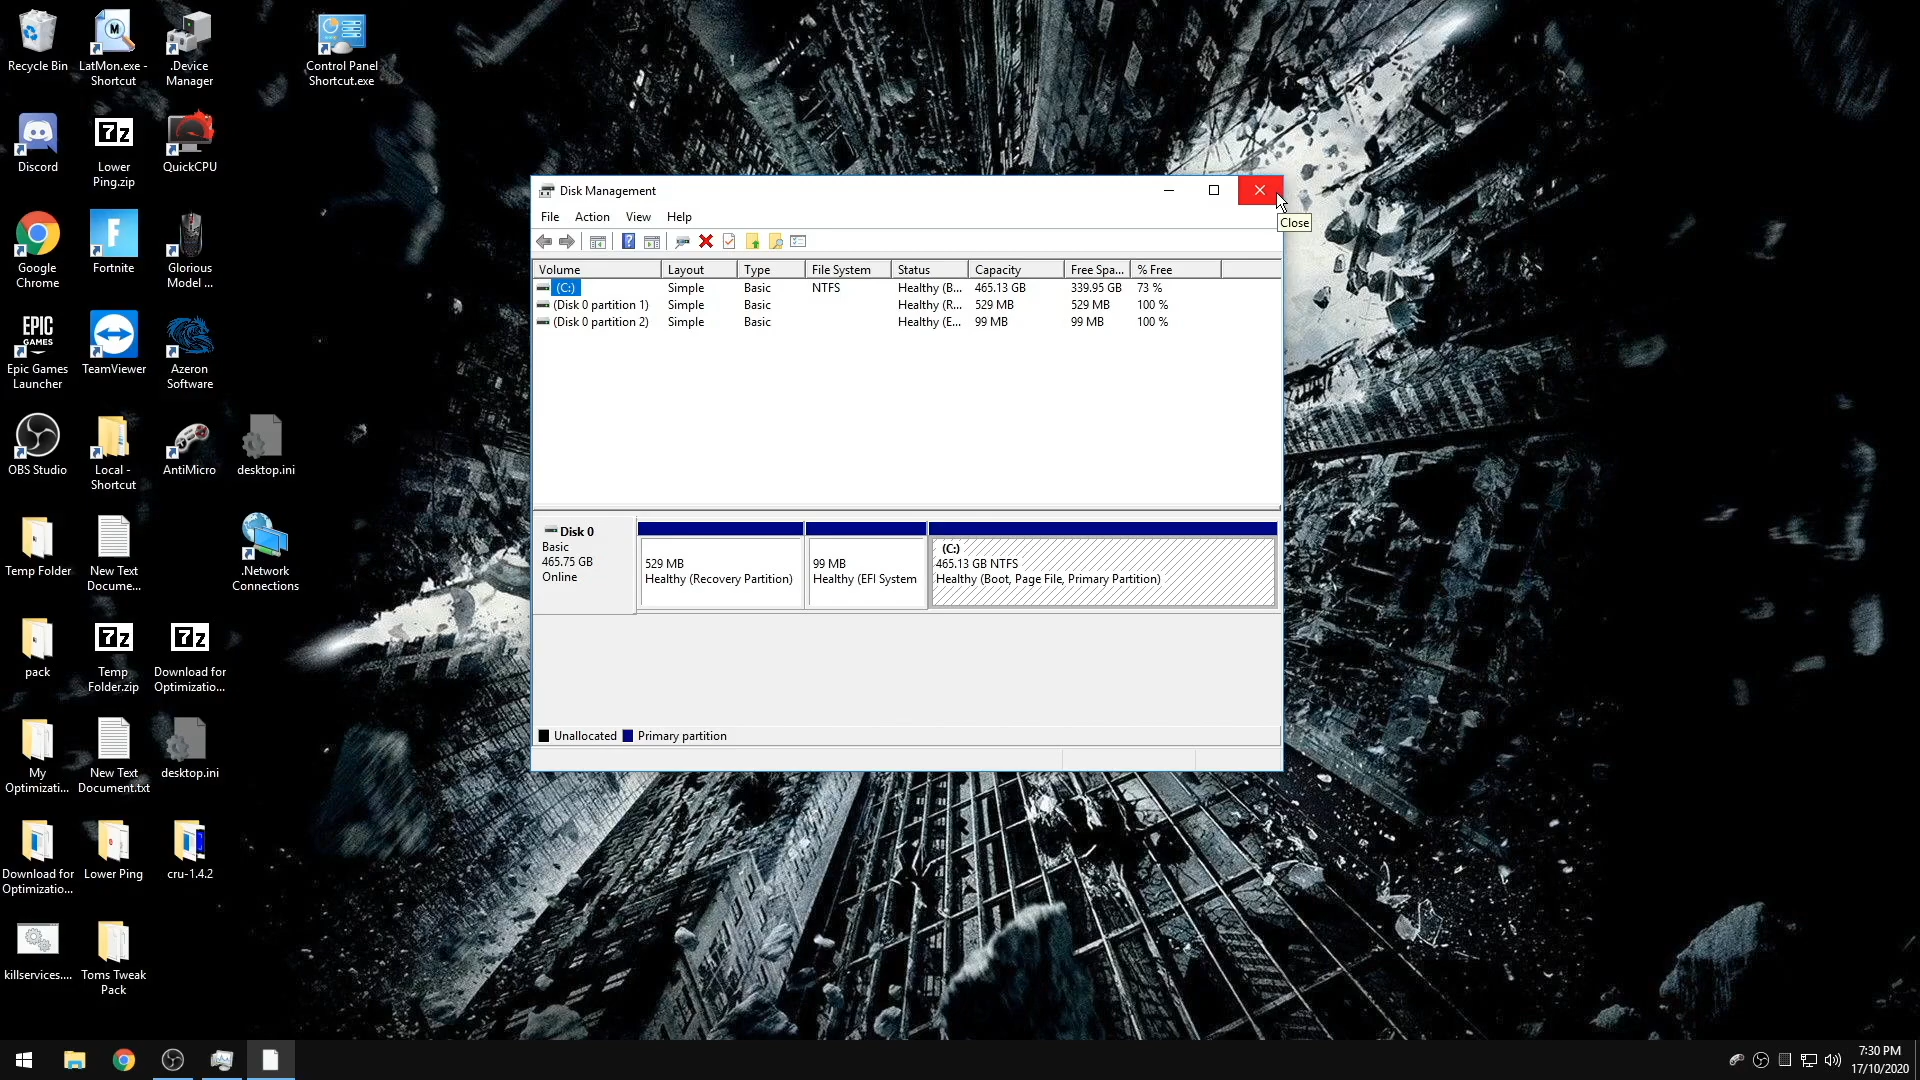 Recycle Bin
LatMon.exe -
Shortcut
.Device
Manager
Control Panel
Shortcut.exe
Discord
7z
Lower
Ping.zip
QuickCPU
Google
Chrome
Fortnite
Glorious
Model ...
EPIC
GAMES
Epic Games
Launcher
TeamViewer
Azeron
Software
OBS Studio
Local -
Shortcut
AntiMicro
desktop.ini
Temp Folder
New Text
Docume...
.Network
Connections
pack
7z
Temp
Folder.zip
7z
Download for
Optimizatio...
My
Optimizati...
New Text
Document.txt
desktop.ini
Download for
Optimizatio...
Lower Ping
cru-1.4.2
killservices....
Toms Tweak
Pack
Disk Management
Close
File Action View Help
Volume Layout Type File System Status Capacity Free Spa... % Free
(C:) Simple Basic NTFS Healthy (B... 465.13 GB 339.95 GB 73 %
(Disk 0 partition 1) Simple Basic Healthy (R... 529 MB 529 MB 100 %
(Disk 0 partition 2) Simple Basic Healthy (E... 99 MB 99 MB 100 %
Disk 0
Basic
465.75 GB
Online
529 MB
Healthy (Recovery Partition)
99 MB
Healthy (EFI System
(C:)
465.13 GB NTFS
Healthy (Boot, Page File, Primary Partition)
Unallocated Primary partition
7:30 PM
17/10/2020